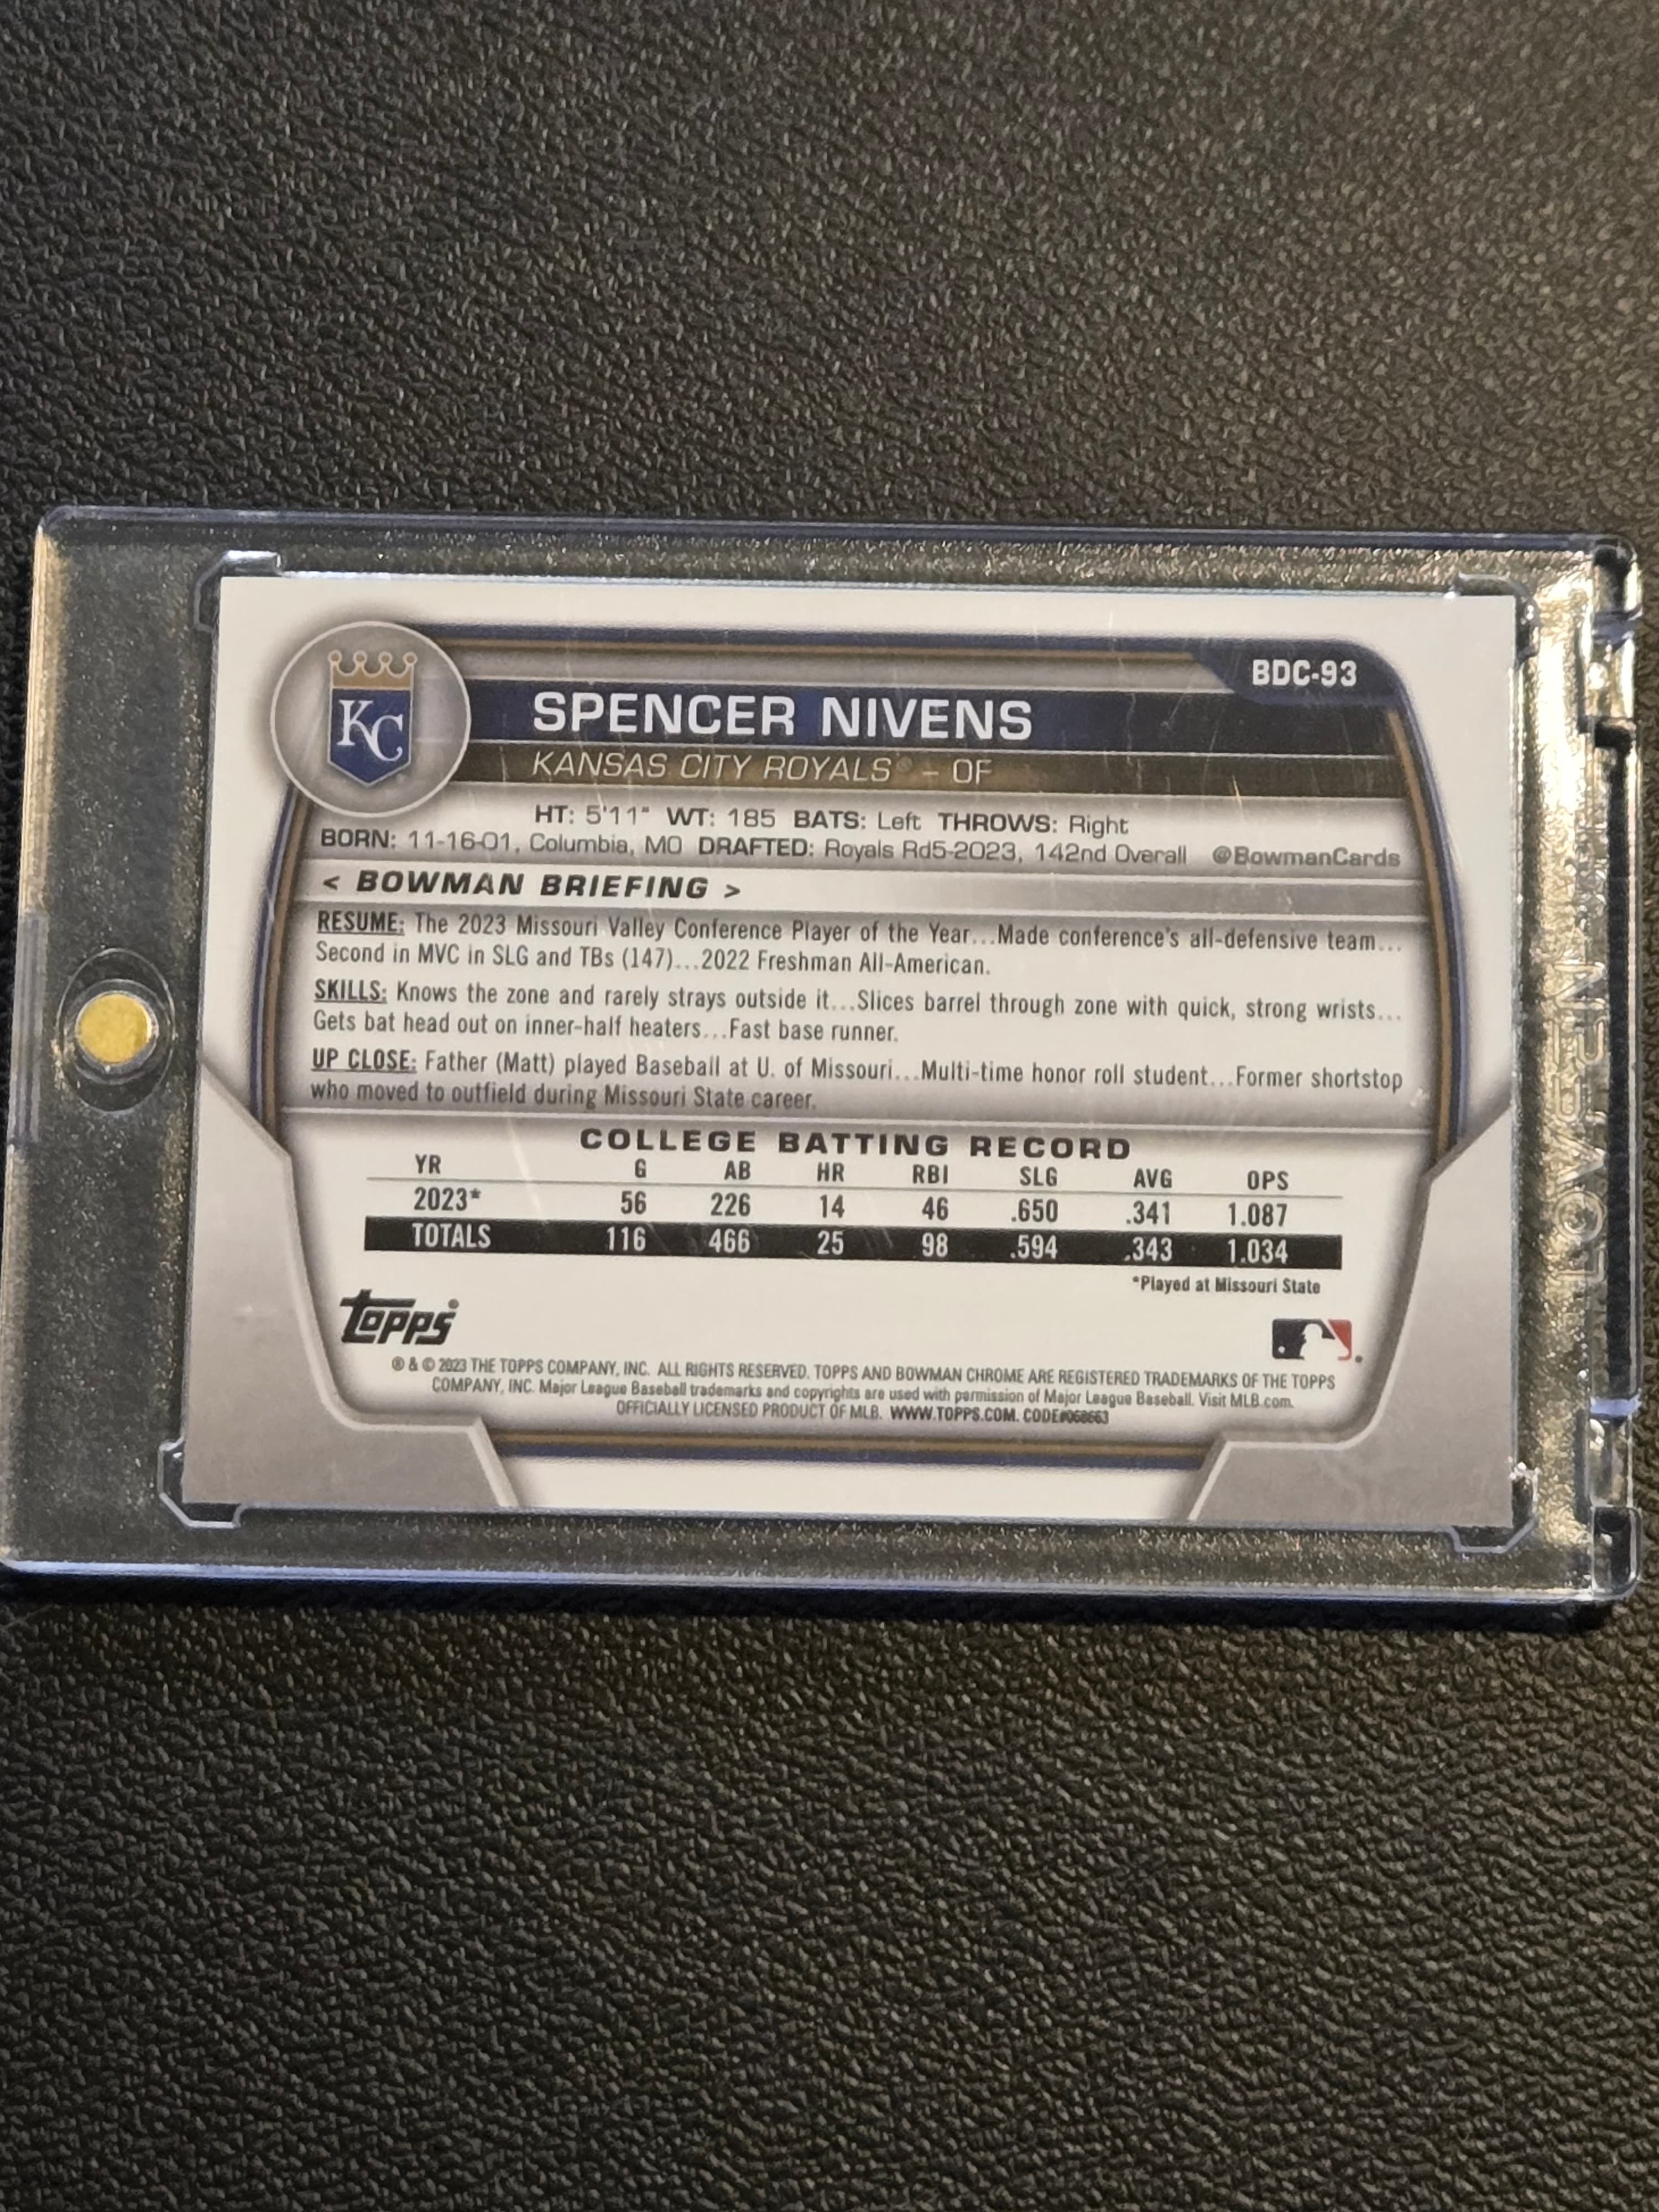 BDC-93
KC
SPENCER NIVENS
KANSAS CITY ROYALS® – OF
HT: 5'11" WT: 185 BATS: Left THROWS: Right
BORN: 11-16-01, Columbia, MO DRAFTED: Royals Rd5-2023, 142nd Overall @BowmanCards
< BOWMAN BRIEFING >
RESUME: The 2023 Missouri Valley Conference Player of the Year...Made conference's all-defensive team...
Second in MVC in SLG and TBs (147)...2022 Freshman All-American.
SKILLS: Knows the zone and rarely strays outside it...Slices barrel through zone with quick, strong wrists...
Gets bat head out on inner-half heaters...Fast base runner.
UP CLOSE: Father (Matt) played Baseball at U. of Missouri...Multi-time honor roll student...Former shortstop
who moved to outfield during Missouri State career.
COLLEGE BATTING RECORD
YR G AB HR RBI SLG AVG OPS
2023* 56 226 14 46 .650 .341 1.087
TOTALS 116 466 25 98 .594 .343 1.034
*Played at Missouri State
Topps®
® & © 2023 THE TOPPS COMPANY, INC. ALL RIGHTS RESERVED. TOPPS AND BOWMAN CHROME ARE REGISTERED TRADEMARKS OF THE TOPPS
COMPANY, INC. Major League Baseball trademarks and copyrights are used with permission of Major League Baseball. Visit MLB.com.
OFFICIALLY LICENSED PRODUCT OF MLB. WWW.TOPPS.COM. CODE#068663